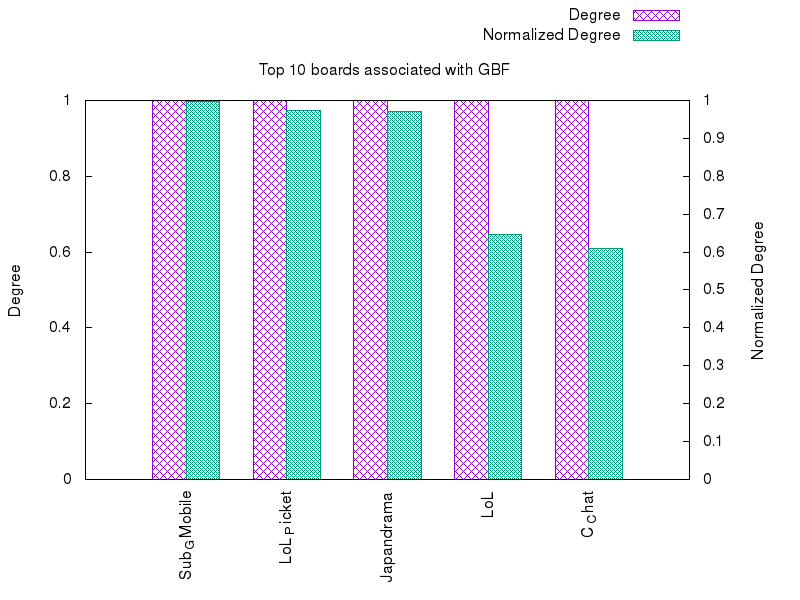 Degree
Normalized Degree
Top 10 boards associated with GBF
1
0.8
0.6
0.4
0.2
0
1
0.9
0.8
0.7
0.6
0.5
0.4
0.3
0.2
0.1
0
Degree
Normalized Degree
SubGMobile
LoLPicket
Japandrama
LoL
CChat